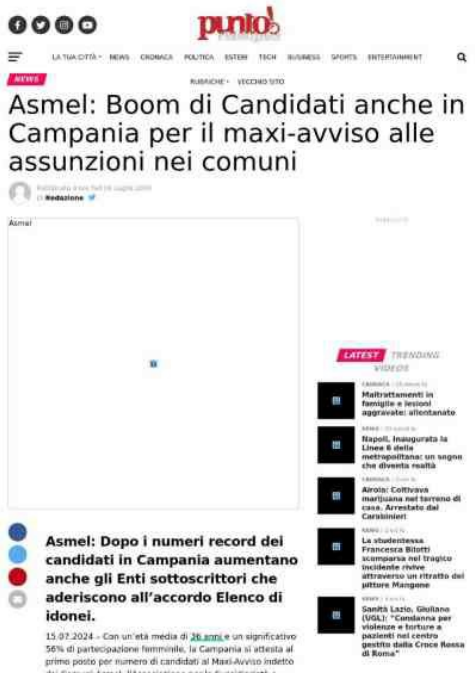 punto!
LA TUA CITTÀ NEWS CRONACA POLITICA ESTERI TECH BUSINESS SPORTS ENTERTAINMENT
NEWS
RUBRICHE VECCHIO SITO
Asmel: Boom di Candidati anche in
Campania per il maxi-avviso alle
assunzioni nei comuni
Redazione
Asmel
LATEST TRENDING
VIDEOS
CRONACA
Maltrattamenti in
famiglia e lesioni
aggravate: allontanato
NEWS
Napoli, Inaugurata la
Linea 6 della
metropolitana: un sogno
che diventa realtà
CRONACA
Airola: Coltivava
marijuana nel terreno di
casa. Arrestato dai
Carabinieri
NEWS
La studentessa
Francesca Bilotti
scomparsa nel tragico
incidente rivive
attraverso un ritratto del
pittore Mangone
NEWS
Sanità Lazio, Giuliano
(UGL): "Condanna per
violenze e torture a
pazienti nel centro
gestito dalla Croce Rossa
di Roma"
Asmel: Dopo i numeri record dei
candidati in Campania aumentano
anche gli Enti sottoscrittori che
aderiscono all'accordo Elenco di
idonei.
15.07.2024 – Con un'età media di 36 anni e un significativo
56% di partecipazione femminile, la Campania si attesta al
primo posto per numero di candidati al Maxi-Avviso indetto